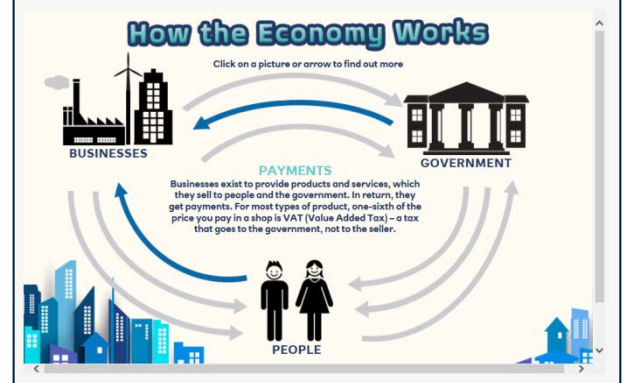 How the Economy Works
Click on a picture or arrow to find out more
BUSINESSES
GOVERNMENT
PAYMENTS
Businesses exist to provide products and services, which
they sell to people and the government. In return, they
get payments. For most types of product, one-sixth of the
price you pay in a shop is VAT (Value Added Tax) – a tax
that goes to the government, not to the seller.
PEOPLE